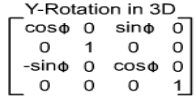 Y-Rotation in 3D
cosΦ 0 sinΦ 0
0 1 0 0
-sinΦ 0 cosΦ 0
0 0 0 1